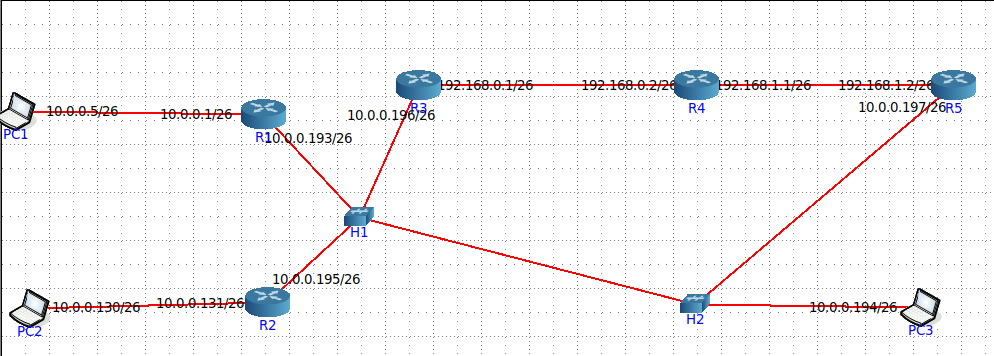 192.168.0.1/26
192.168.0.2/26
192.168.1.1/26
192.168.1.2/26
R3
R4
R5
10.0.0.5/26
10.0.0.1/26
10.0.0.196/26
10.0.0.197/26
PC1
R1
10.0.0.193/26
H1
10.0.0.195/26
10.0.0.130/26
10.0.0.131/26
10.0.0.194/26
PC2
R2
H2
PC3